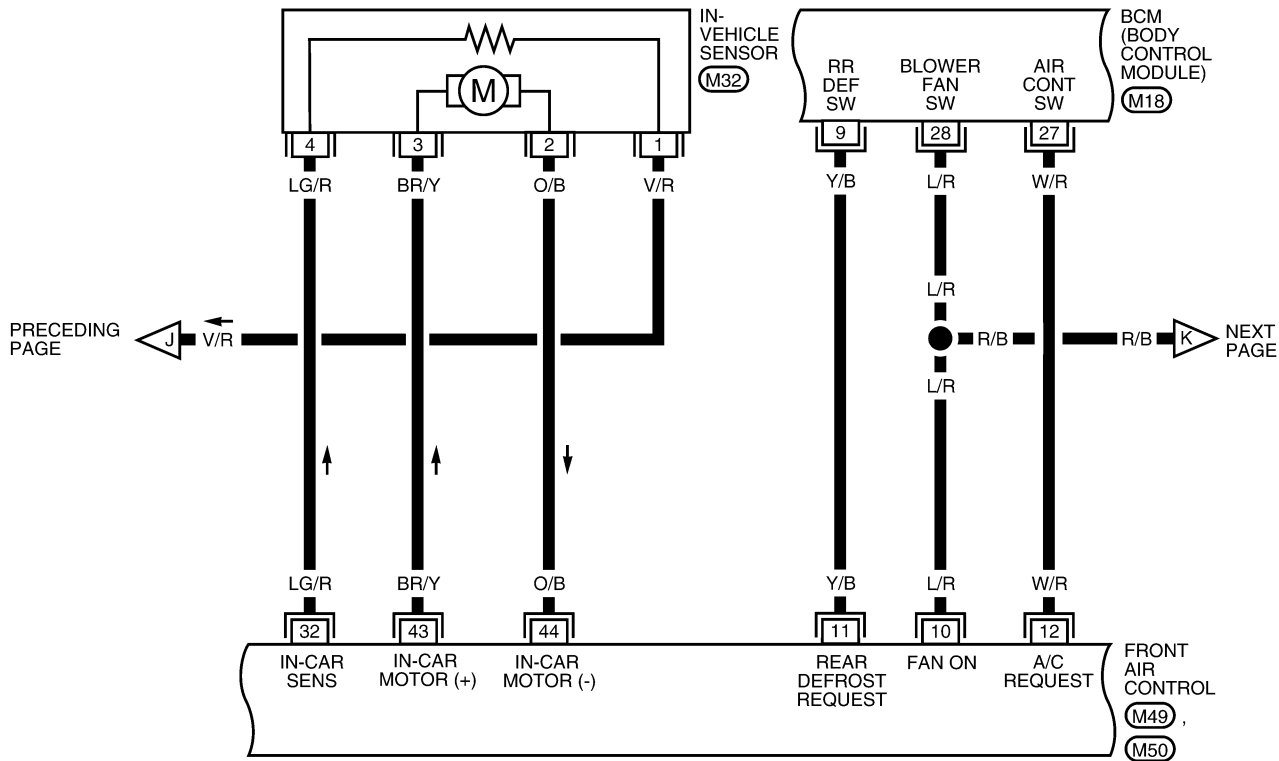 IN-
VEHICLE
SENSOR
M32
M
4
3
2
1
LG/R
BR/Y
O/B
V/R
BCM
(BODY
CONTROL
MODULE)
M18
RR
DEF
SW
BLOWER
FAN
SW
AIR
CONT
SW
9
28
27
Y/B
L/R
W/R
PRECEDING
PAGE
J
V/R
L/R
R/B
R/B
K
NEXT
PAGE
L/R
LG/R
BR/Y
O/B
Y/B
L/R
W/R
32
43
44
11
10
12
IN-CAR
SENS
IN-CAR
MOTOR (+)
IN-CAR
MOTOR (-)
REAR
DEFROST
REQUEST
FAN ON
A/C
REQUEST
FRONT
AIR
CONTROL
M49 ,
M50